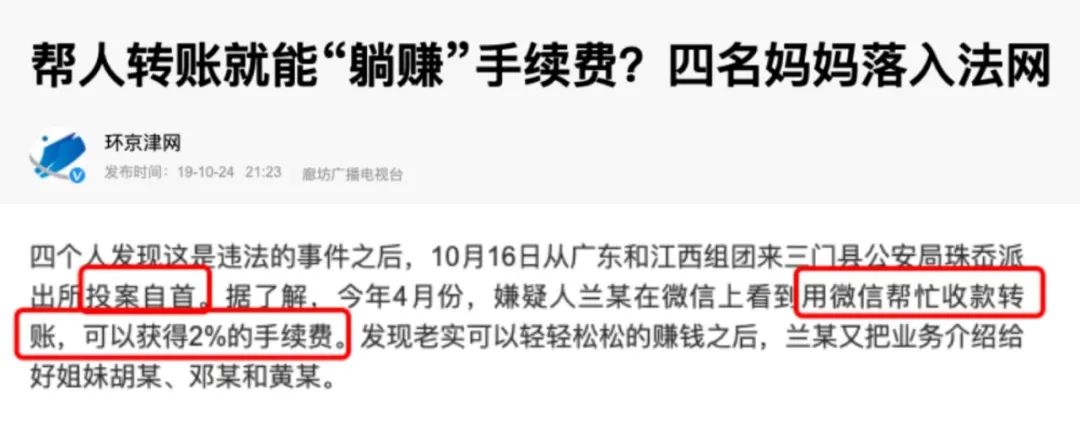 帮人转账就能“躺赚”手续费？四名妈妈落入法网
环京津网
发布时间：19-10-24 21:23 廊坊广播电视台
四个人发现这是违法的事件之后，10月16日从广东和江西组团来三门县公安局珠岙派
出所投案自首。据了解，今年4月份，嫌疑人兰某在微信上看到用微信帮忙收款转
账，可以获得2%的手续费。发现老实可以轻轻松松的赚钱之后，兰某又把业务介绍给
好姐妹胡某、邓某和黄某。